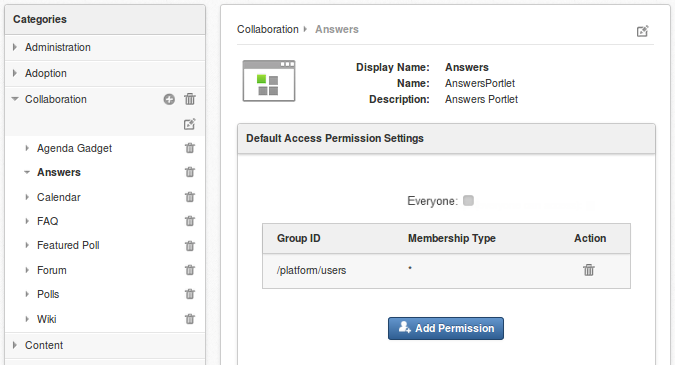 Categories
Administration
Adoption
Collaboration
Agenda Gadget
Answers
Calendar
FAQ
Featured Poll
Forum
Polls
Wiki
Content
Collaboration Answers
Display Name: Answers
Name: AnswersPortlet
Description: Answers Portlet
Default Access Permission Settings
Everyone:
Group ID Membership Type Action
/platform/users *
Add Permission